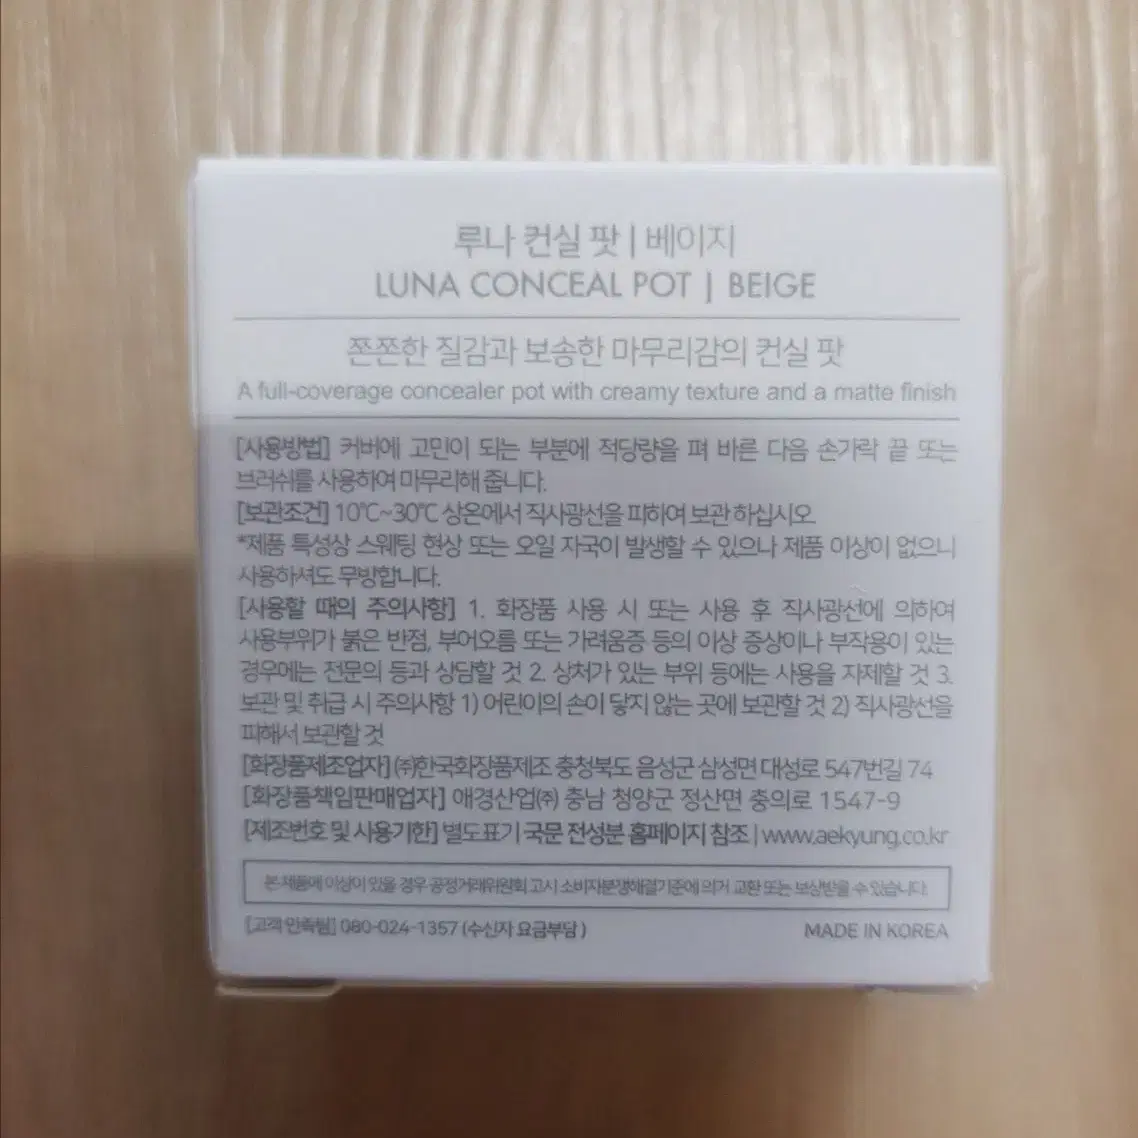 루나 컨실 팟 | 베이지
LUNA CONCEAL POT | BEIGE
쫀쫀한 질감과 보송한 마무리감의 컨실 팟
A full-coverage concealer pot with creamy texture and a matte finish
[사용방법] 커버에 고민이 되는 부분에 적당량을 펴 바른 다음 손가락 끝 또는
브러쉬를 사용하여 마무리해 줍니다.
[보관조건] 10℃~30℃ 상온에서 직사광선을 피하여 보관 하십시오
*제품 특성상 스웨팅 현상 또는 오일 자국이 발생할 수 있으나 제품 이상이 없으니
사용하셔도 무방합니다.
[사용할 때의 주의사항] 1. 화장품 사용 시 또는 사용 후 직사광선에 의하여
사용부위가 붉은 반점, 부어오름 또는 가려움증 등의 이상 증상이나 부작용이 있는
경우에는 전문의 등과 상담할 것 2. 상처가 있는 부위 등에는 사용을 자제할 것 3.
보관 및 취급 시 주의사항 1) 어린이의 손이 닿지 않는 곳에 보관할 것 2) 직사광선을
피해서 보관할 것
[화장품제조업자] ㈜한국화장품제조 충청북도 음성군 삼성면 대성로 547번길 74
[화장품책임판매업자] 애경산업㈜ 충남 청양군 정산면 충의로 1547-9
[제조번호 및 사용기한] 별도표기 국문 전성분 홈페이지 참조 | www.aekyung.co.kr
본 제품에 이상이 있을 경우 공정거래위원회 고시 소비자분쟁해결기준에 의거 교환 또는 보상받을 수 있습니다.
[고객 만족팀] 080-024-1357 (수신자 요금부담)
MADE IN KOREA